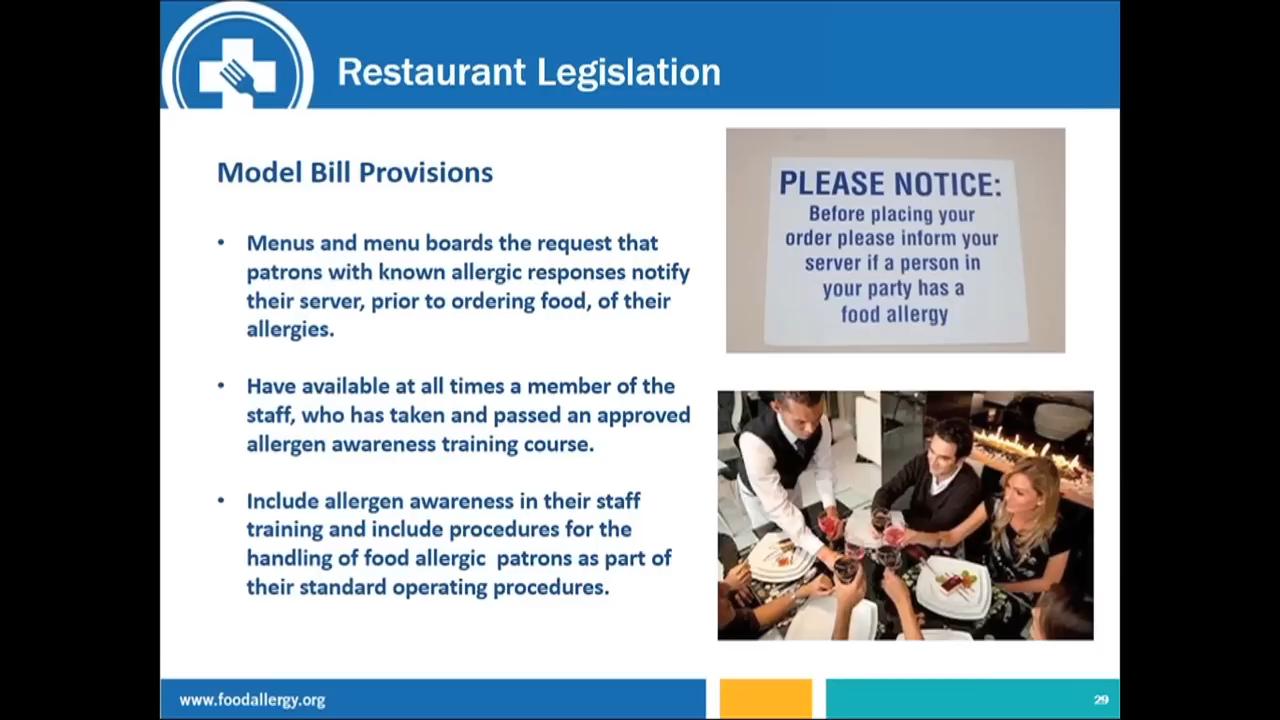 Restaurant Legislation
Model Bill Provisions
• Menus and menu boards the request that
patrons with known allergic responses notify
their server, prior to ordering food, of their
allergies.
• Have available at all times a member of the
staff, who has taken and passed an approved
allergen awareness training course.
• Include allergen awareness in their staff
training and include procedures for the
handling of food allergic patrons as part of
their standard operating procedures.
PLEASE NOTICE:
Before placing your
order please inform your
server if a person in
your party has a
food allergy
www.foodallergy.org
29